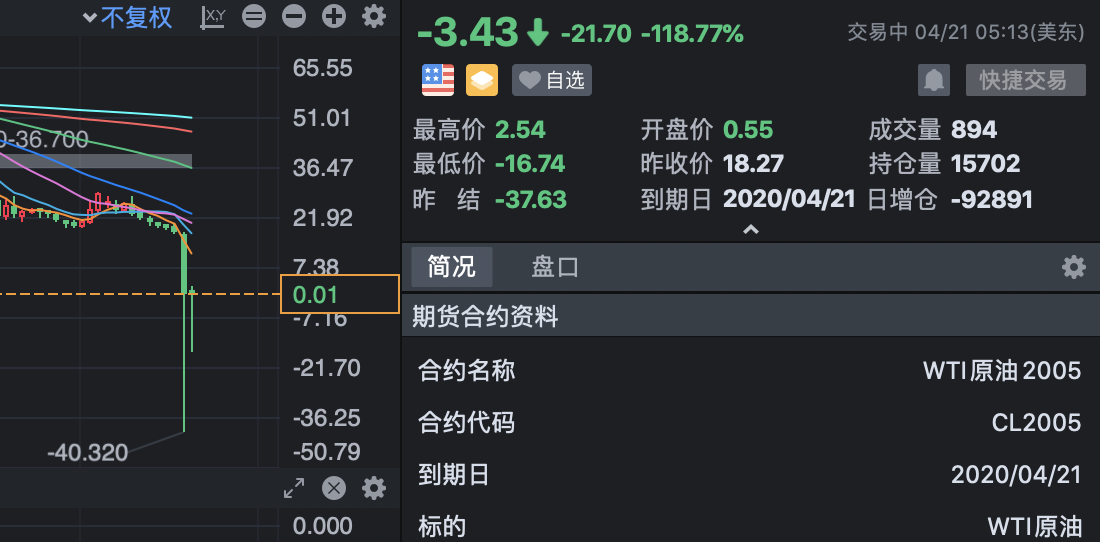 不复权
X,Y
65.55
51.01
0-36.700
36.47
21.92
7.38
0.01
-7.16
-21.70
-36.25
-40.320
-50.79
0.000
-3.43 -21.70 -118.77% 交易中 04/21 05:13(美东)
自选 快捷交易
最高价 2.54 开盘价 0.55 成交量 894
最低价 -16.74 昨收价 18.27 持仓量 15702
昨 结 -37.63 到期日 2020/04/21 日增仓 -92891
简况 盘口
期货合约资料
合约名称 WTI原油2005
合约代码 CL2005
到期日 2020/04/21
标的 WTI原油